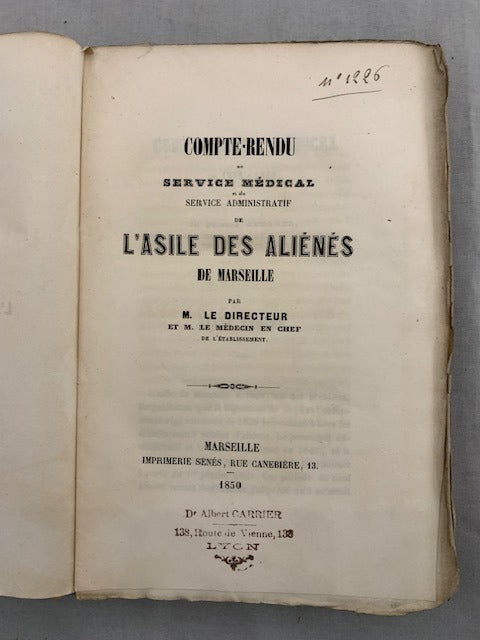 n° 1226
COMPTE-RENDU
DU
SERVICE MÉDICAL
et du
SERVICE ADMINISTRATIF
DE
L'ASILE DES ALIÉNÉS
DE MARSEILLE
PAR
M. LE DIRECTEUR
ET M. LE MÉDECIN EN CHEF
DE L'ÉTABLISSEMENT.
MARSEILLE
IMPRIMERIE SENÉS, RUE CANEBIÈRE, 13.
1850
Dr Albert CARRIER
138, Route de Vienne, 138
LYON